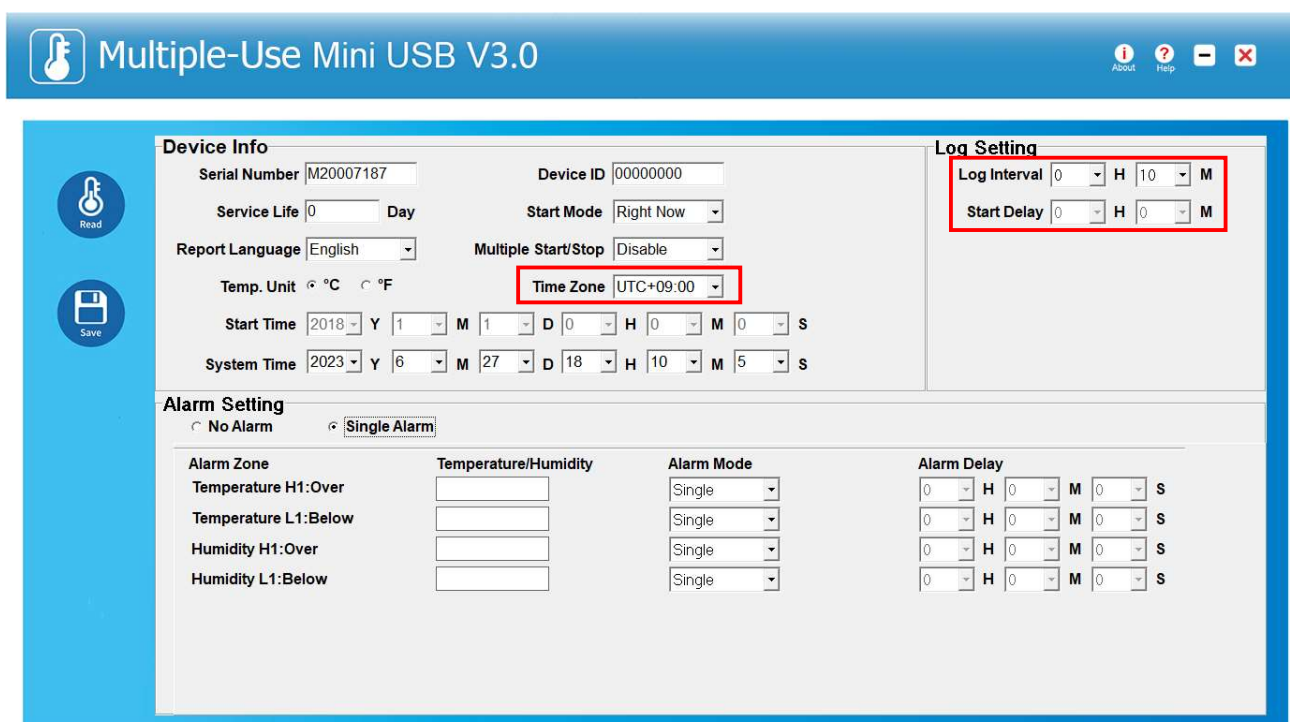 Multiple-Use Mini USB V3.0
About Help
Read
Save
Device Info
Serial Number M20007187 Device ID 00000000
Service Life 0 Day Start Mode Right Now
Report Language English Multiple Start/Stop Disable
Temp. Unit °C °F Time Zone UTC+09:00
Start Time 2018 Y 1 M 1 D 0 H 0 M 0 S
System Time 2023 Y 6 M 27 D 18 H 10 M 5 S
Log Setting
Log Interval 0 H 10 M
Start Delay 0 H 0 M
Alarm Setting
No Alarm Single Alarm
Alarm Zone Temperature/Humidity Alarm Mode Alarm Delay
Temperature H1:Over Single 0 H 0 M 0 S
Temperature L1:Below Single 0 H 0 M 0 S
Humidity H1:Over Single 0 H 0 M 0 S
Humidity L1:Below Single 0 H 0 M 0 S